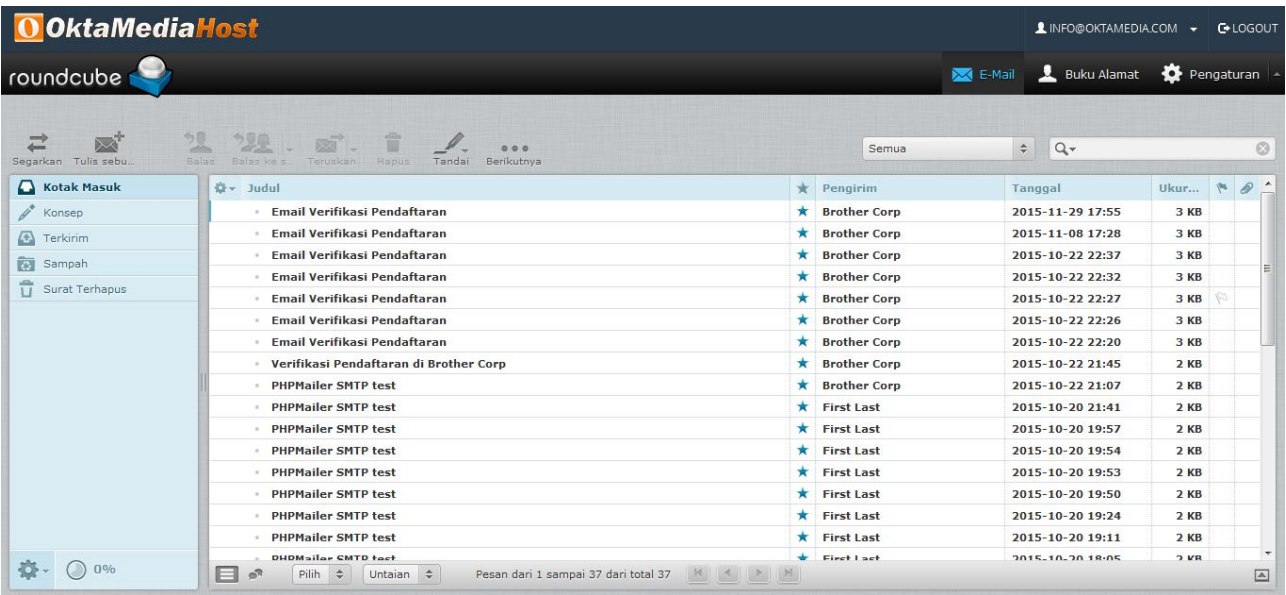 OktaMediaHost
INFO@OKTAMEDIA.COM LOGOUT
roundcube E-Mail Buku Alamat Pengaturan
Segarkan Tulis sebu... Balas Balas ke s... Teruskan Hapus Tandai Berikutnya Semua
Kotak Masuk
Konsep
Terkirim
Sampah
Surat Terhapus
Judul Pengirim Tanggal Ukur...
Email Verifikasi Pendaftaran Brother Corp 2015-11-29 17:55 3 KB
Email Verifikasi Pendaftaran Brother Corp 2015-11-08 17:28 3 KB
Email Verifikasi Pendaftaran Brother Corp 2015-10-22 22:37 3 KB
Email Verifikasi Pendaftaran Brother Corp 2015-10-22 22:32 3 KB
Email Verifikasi Pendaftaran Brother Corp 2015-10-22 22:27 3 KB
Email Verifikasi Pendaftaran Brother Corp 2015-10-22 22:26 3 KB
Email Verifikasi Pendaftaran Brother Corp 2015-10-22 22:20 3 KB
Verifikasi Pendaftaran di Brother Corp Brother Corp 2015-10-22 21:45 2 KB
PHPMailer SMTP test Brother Corp 2015-10-22 21:07 2 KB
PHPMailer SMTP test First Last 2015-10-20 21:41 2 KB
PHPMailer SMTP test First Last 2015-10-20 19:57 2 KB
PHPMailer SMTP test First Last 2015-10-20 19:54 2 KB
PHPMailer SMTP test First Last 2015-10-20 19:53 2 KB
PHPMailer SMTP test First Last 2015-10-20 19:50 2 KB
PHPMailer SMTP test First Last 2015-10-20 19:24 2 KB
PHPMailer SMTP test First Last 2015-10-20 19:11 2 KB
PHPMailer SMTP test First Last 2015-10-20 18:05 2 KB
0% Pilih Untaian Pesan dari 1 sampai 37 dari total 37